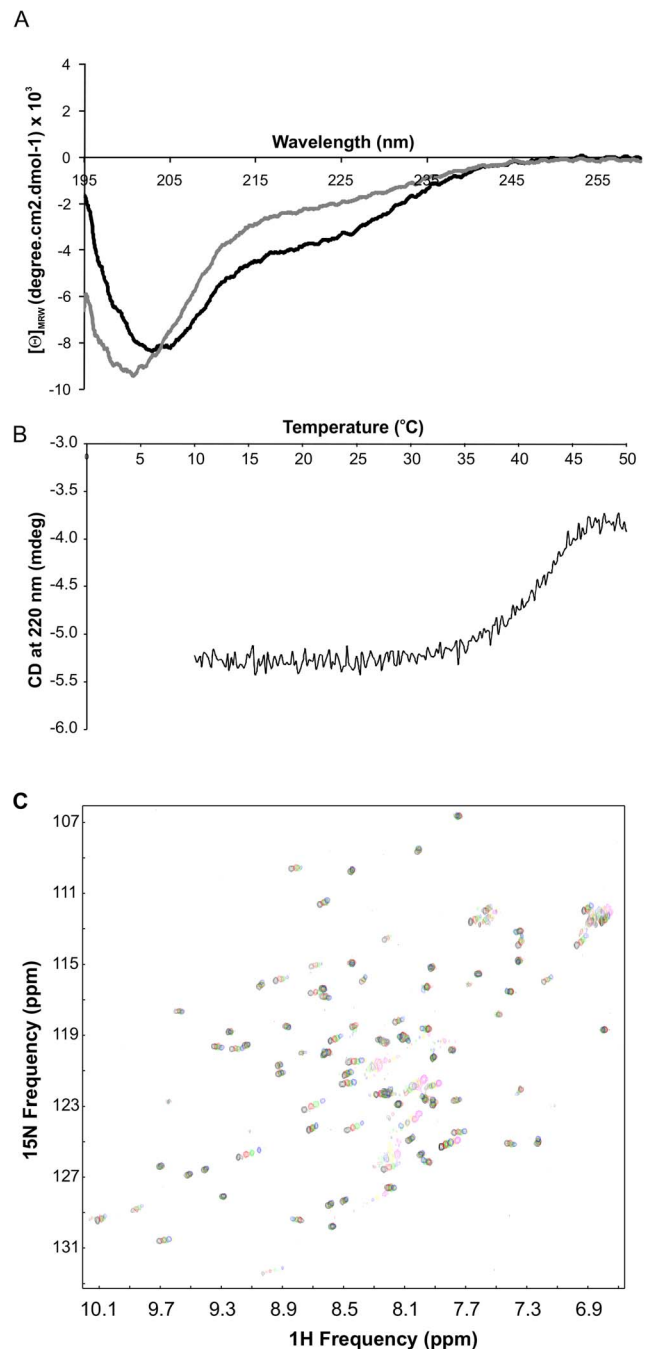 A
4
2
0
-2
-4
-6
-8
-10
[Θ]MRW (degree.cm2.dmol-1) x 10³
Wavelength (nm)
195 205 215 225 235 245 255
B
Temperature (°C)
-3.0
-3.5
-4.0
-4.5
-5.0
-5.5
-6.0
CD at 220 nm (mdeg)
0 5 10 15 20 25 30 35 40 45 50
C
107
111
115
119
123
127
131
15N Frequency (ppm)
10.1 9.7 9.3 8.9 8.5 8.1 7.7 7.3 6.9
1H Frequency (ppm)